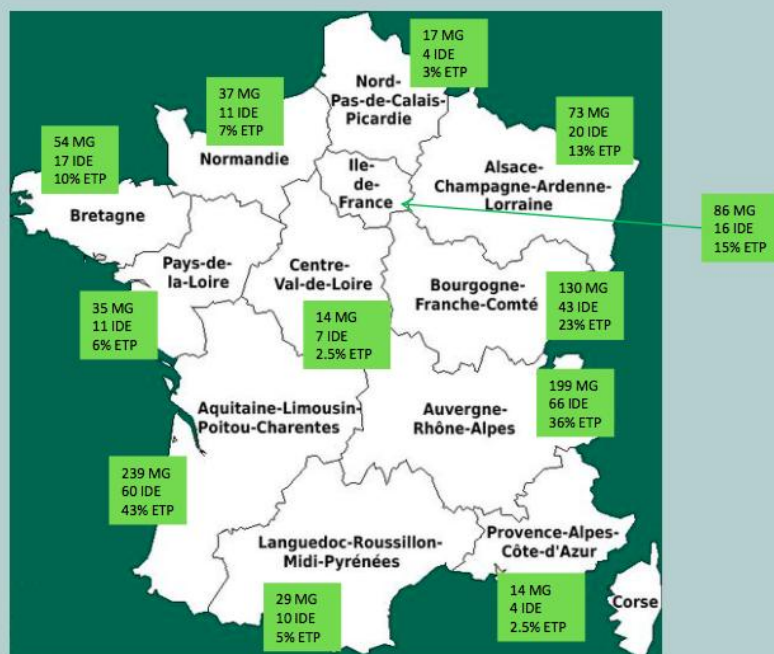 17 MG
4 IDE
3% ETP
Nord-
Pas-de-Calais-
Picardie
37 MG
11 IDE
7% ETP
Normandie
73 MG
20 IDE
13% ETP
Alsace-
Champagne-Ardenne-
Lorraine
54 MG
17 IDE
10% ETP
Bretagne
Ile-
de-
France
86 MG
16 IDE
15% ETP
Pays-de-
la-Loire
35 MG
11 IDE
6% ETP
Centre-
Val-de-Loire
14 MG
7 IDE
2.5% ETP
Bourgogne-
Franche-Comté
130 MG
43 IDE
23% ETP
Aquitaine-Limousin-
Poitou-Charentes
239 MG
60 IDE
43% ETP
Auvergne-
Rhône-Alpes
199 MG
66 IDE
36% ETP
Languedoc-Roussillon-
Midi-Pyrénées
29 MG
10 IDE
5% ETP
Provence-Alpes-
Côte-d'Azur
14 MG
4 IDE
2.5% ETP
Corse